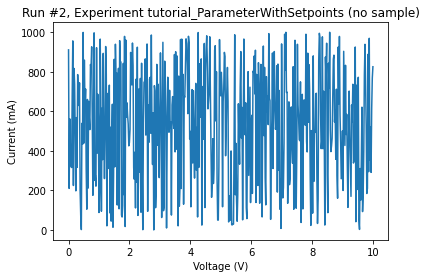 Run #2, Experiment tutorial_ParameterWithSetpoints (no sample)
1000
800
600
400
200
0
Current (mA)
0 2 4 6 8 10
Voltage (V)